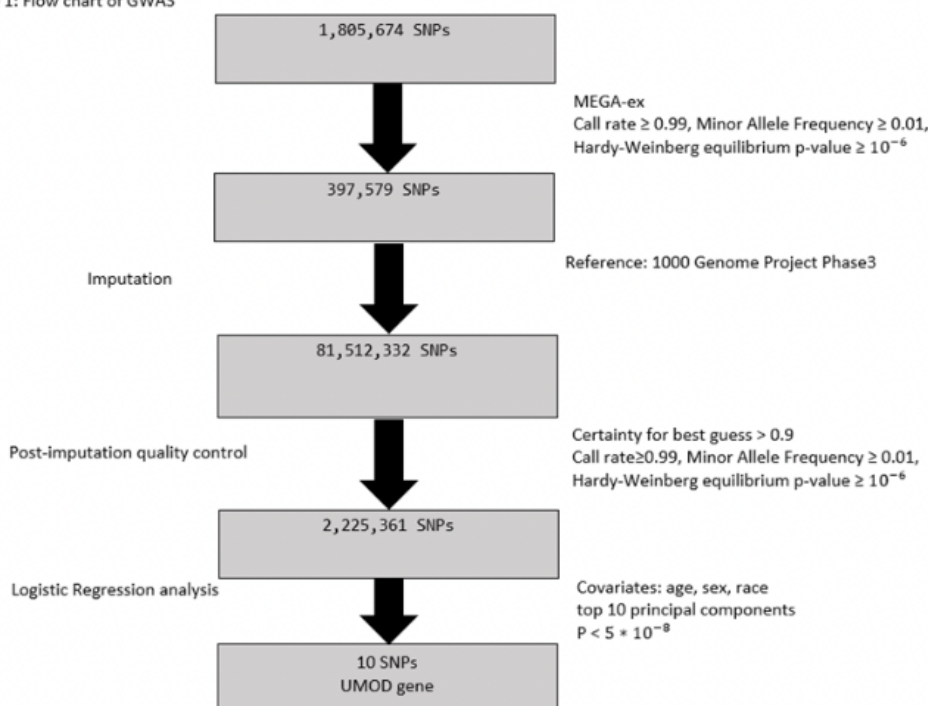 1: Flow chart of GWAS
1,805,674 SNPs
MEGA-ex
Call rate ≥ 0.99, Minor Allele Frequency ≥ 0.01,
Hardy-Weinberg equilibrium p-value ≥ 10⁻⁶
397,579 SNPs
Imputation
Reference: 1000 Genome Project Phase3
81,512,332 SNPs
Post-imputation quality control
Certainty for best guess > 0.9
Call rate≥0.99, Minor Allele Frequency ≥ 0.01,
Hardy-Weinberg equilibrium p-value ≥ 10⁻⁶
2,225,361 SNPs
Logistic Regression analysis
Covariates: age, sex, race
top 10 principal components
P < 5 * 10⁻⁸
10 SNPs
UMOD gene